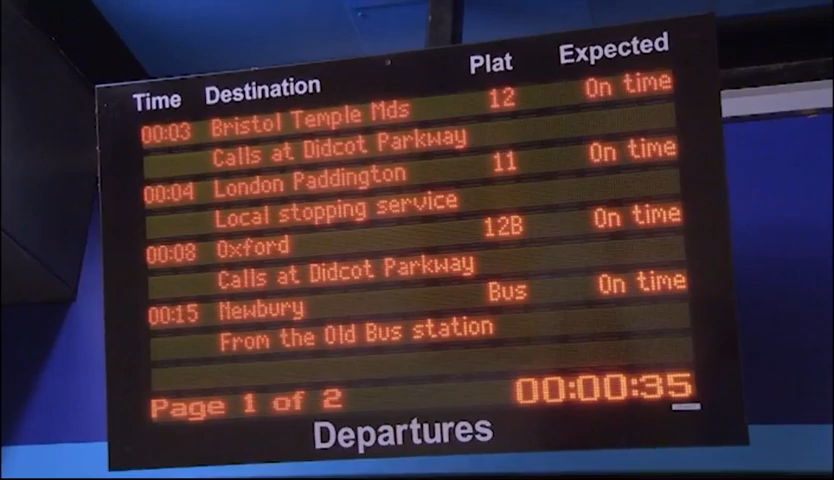 Time Destination Plat Expected
00:03 Bristol Temple Mds 12 On time
Calls at Didcot Parkway
00:04 London Paddington 11 On time
Local stopping service
00:08 Oxford 12B On time
Calls at Didcot Parkway
00:15 Newbury Bus On time
From the Old Bus station
Page 1 of 2 00:00:35
Departures